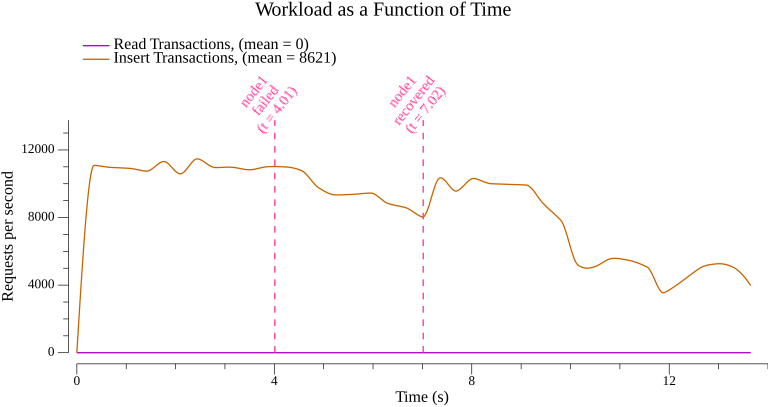 Workload as a Function of Time
Read Transactions, (mean = 0)
Insert Transactions, (mean = 8621)
node1
failed
(t = 4.01)
node1
recovered
(t = 7.02)
Requests per second
12000
8000
4000
0
0
4
8
12
Time (s)